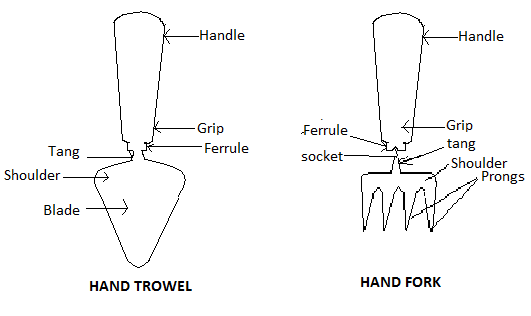 Handle
Grip
Ferrule
Tang
Shoulder
Blade
HAND TROWEL
Handle
Grip
Ferrule
tang
socket
Shoulder
Prongs
HAND FORK